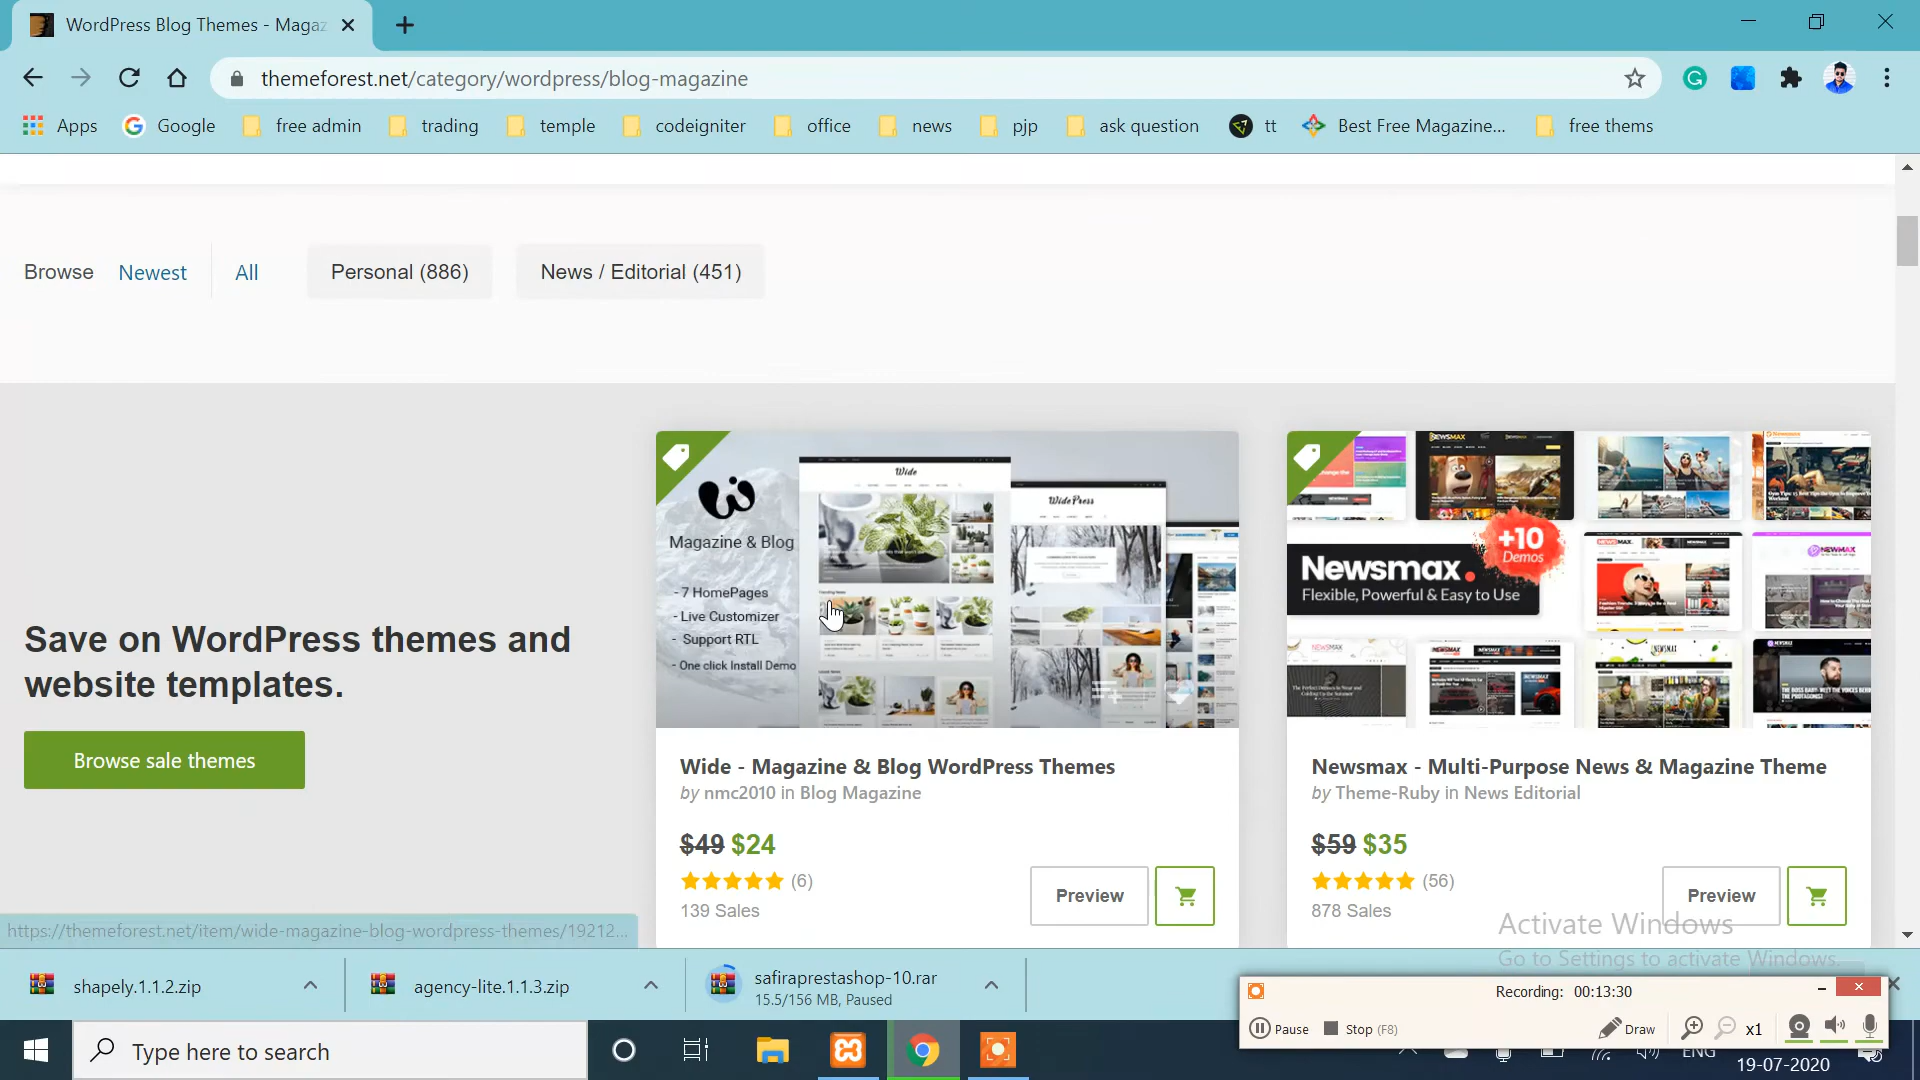 WordPress Blog Themes - Magaz
themeforest.net/category/wordpress/blog-magazine
Apps
Google
free admin
trading
temple
codeigniter
office
news
pjp
ask question
tt
Best Free Magazine...
free thems
Browse
Newest
All
Personal (886)
News / Editorial (451)
Save on WordPress themes and
website templates.
Browse sale themes
Magazine & Blog
- 7 HomePages
- Live Customizer
- Support RTL
- One click Install Demo
Wide
WidePress
Wide - Magazine & Blog WordPress Themes
by nmc2010 in Blog Magazine
$49 $24
(6)
139 Sales
Preview
NEWSMAX
+10
Demos
Newsmax.
Flexible, Powerful & Easy to Use
Newsmax - Multi-Purpose News & Magazine Theme
by Theme-Ruby in News Editorial
$59 $35
(56)
878 Sales
Preview
Activate Windows
Go to Settings to activate Windows.
https://themeforest.net/item/wide-magazine-blog-wordpress-themes/19212...
shapely.1.1.2.zip
agency-lite.1.1.3.zip
safiraprestashop-10.rar
15.5/156 MB, Paused
Recording: 00:13:30
Pause
Stop (F8)
Draw
x1
Type here to search
ENG
19-07-2020